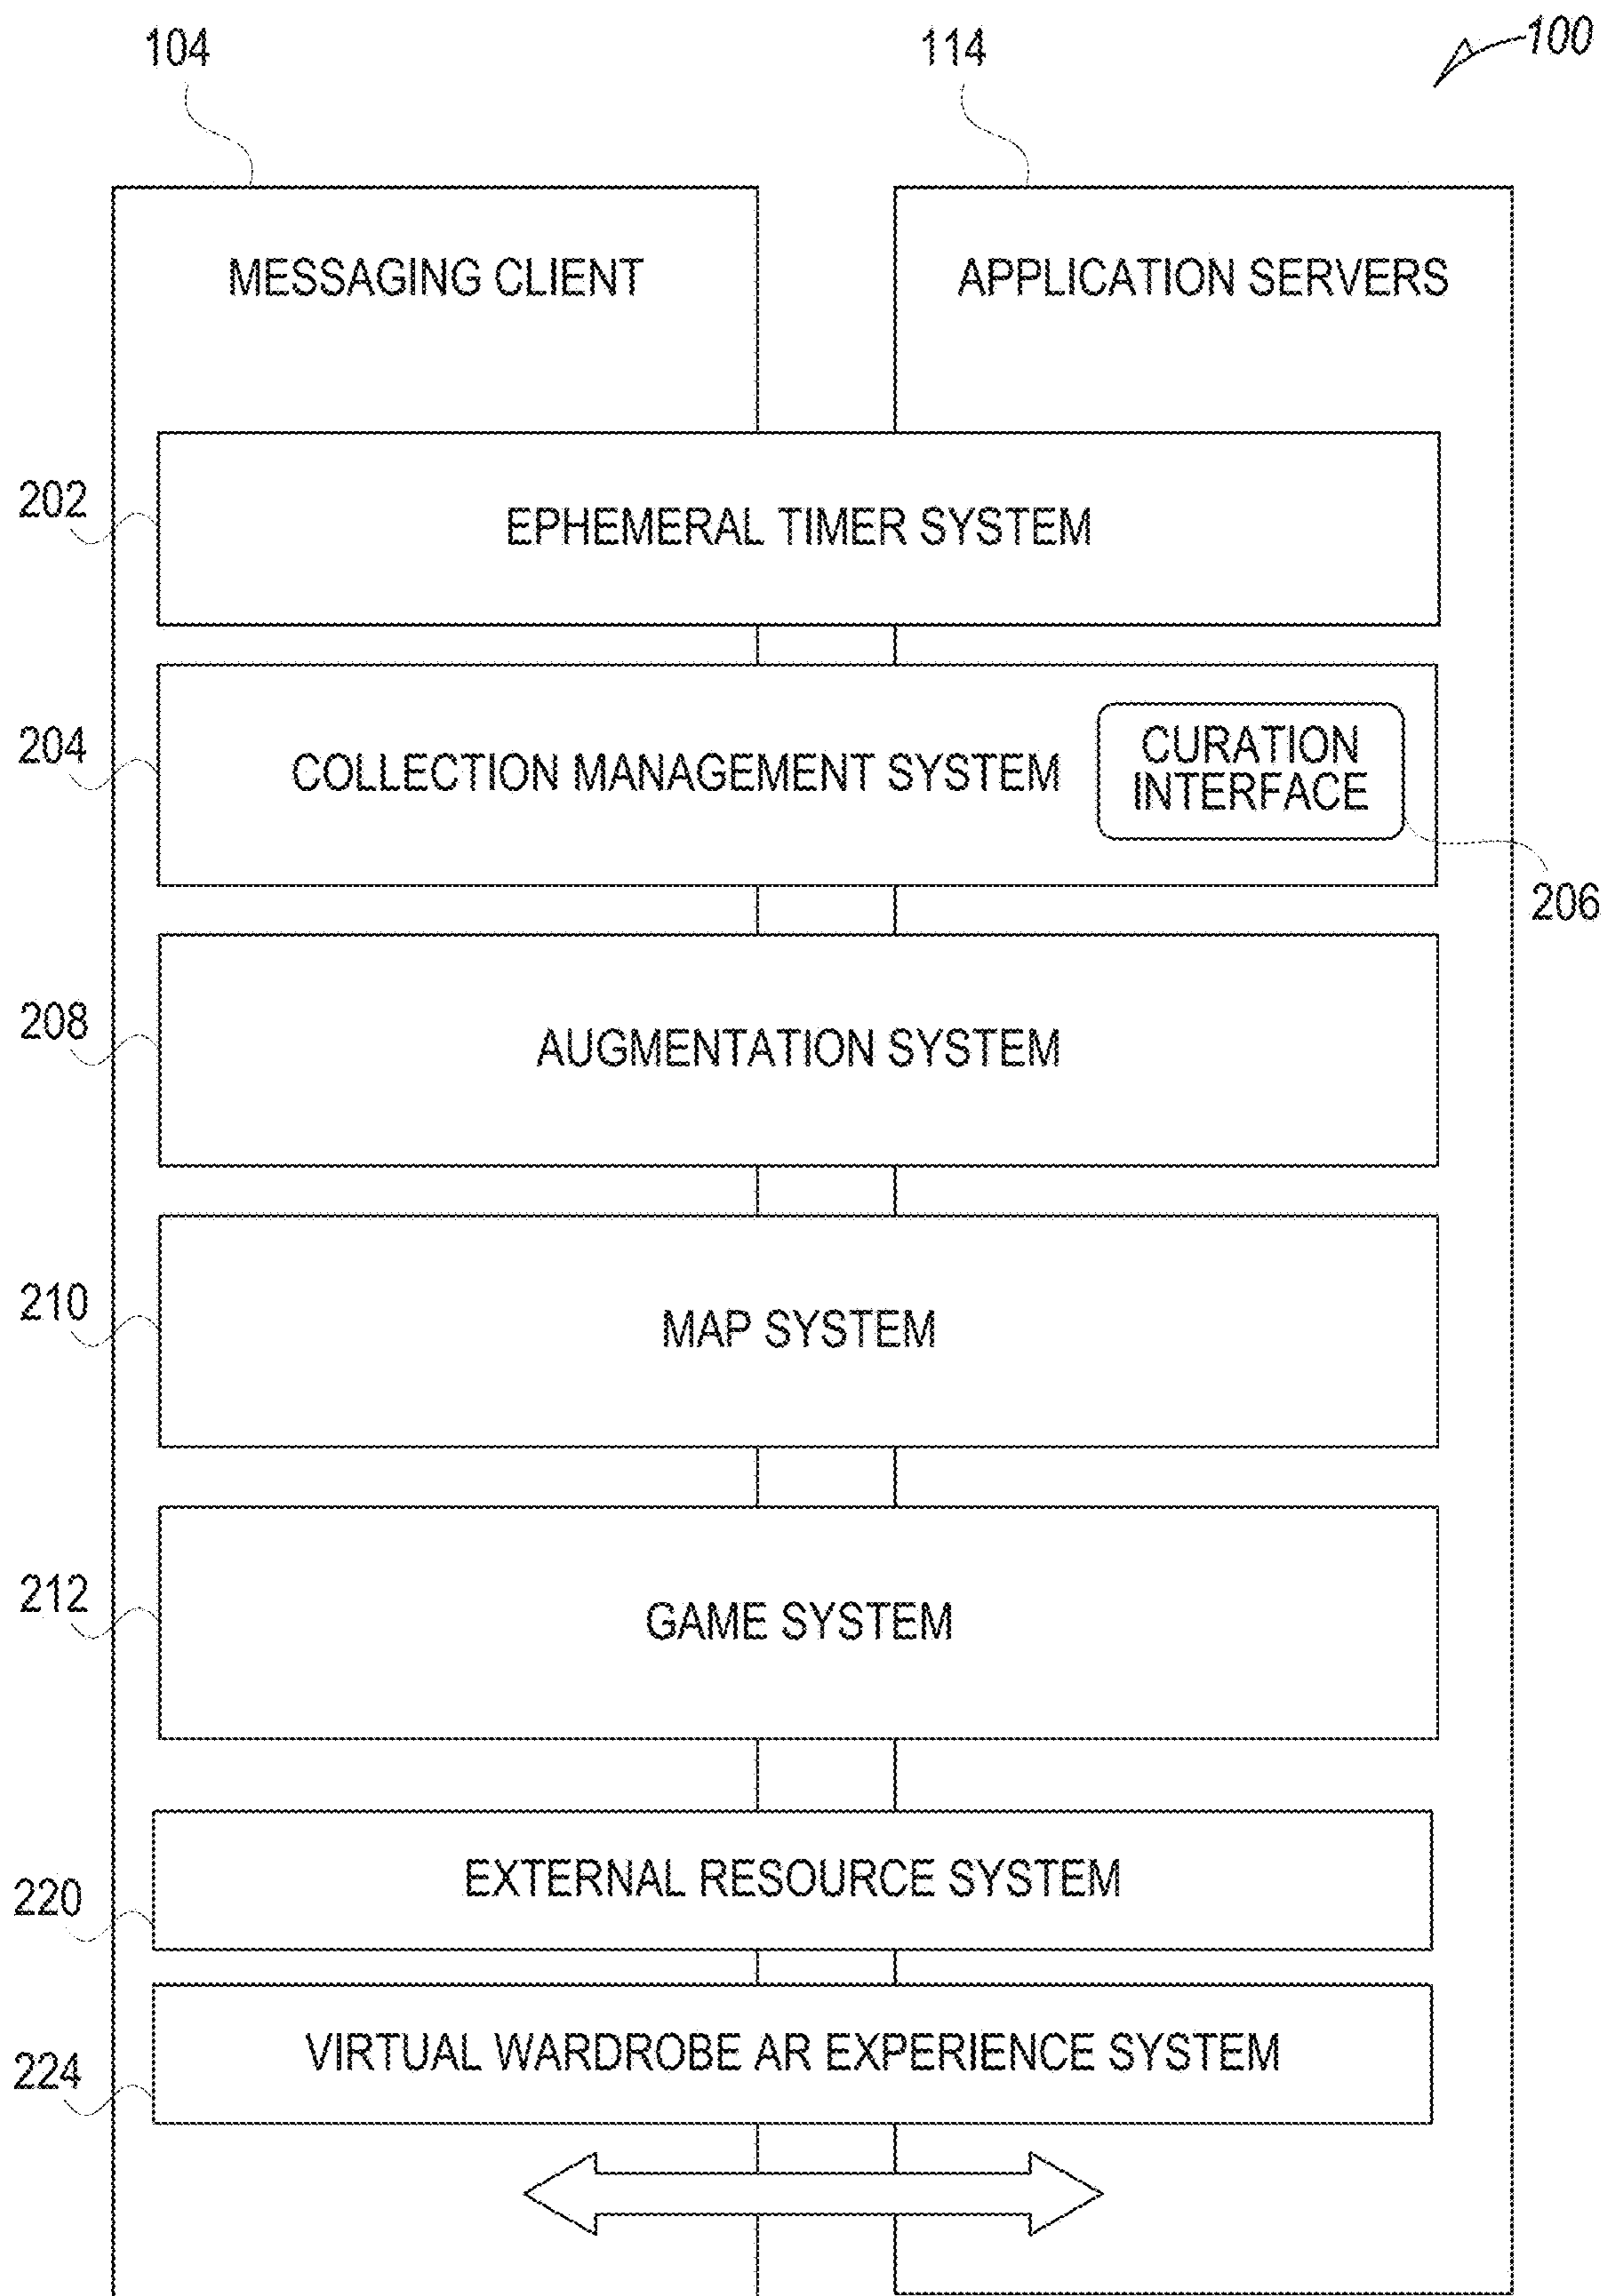 104
114
100
MESSAGING CLIENT
APPLICATION SERVERS
202
EPHEMERAL TIMER SYSTEM
204
COLLECTION MANAGEMENT SYSTEM
CURATION
INTERFACE
206
208
AUGMENTATION SYSTEM
210
MAP SYSTEM
212
GAME SYSTEM
220
EXTERNAL RESOURCE SYSTEM
224
VIRTUAL WARDROBE AR EXPERIENCE SYSTEM